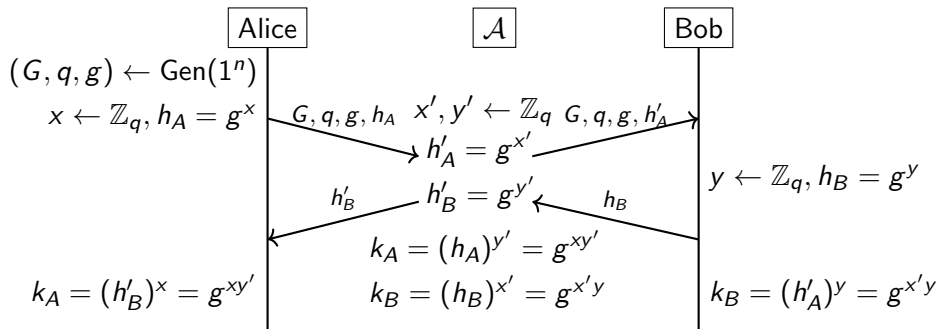 Alice 𝒜 Bob
(G, q, g) ← Gen(1ⁿ)
x ← ℤ_q, h_A = g^x
G, q, g, h_A
x′, y′ ← ℤ_q
G, q, g, h′_A
h′_A = g^{x′}
y ← ℤ_q, h_B = g^y
h′_B
h′_B = g^{y′}
h_B
k_A = (h_A)^{y′} = g^{xy′}
k_A = (h′_B)^x = g^{xy′}
k_B = (h_B)^{x′} = g^{x′y}
k_B = (h′_A)^y = g^{x′y}